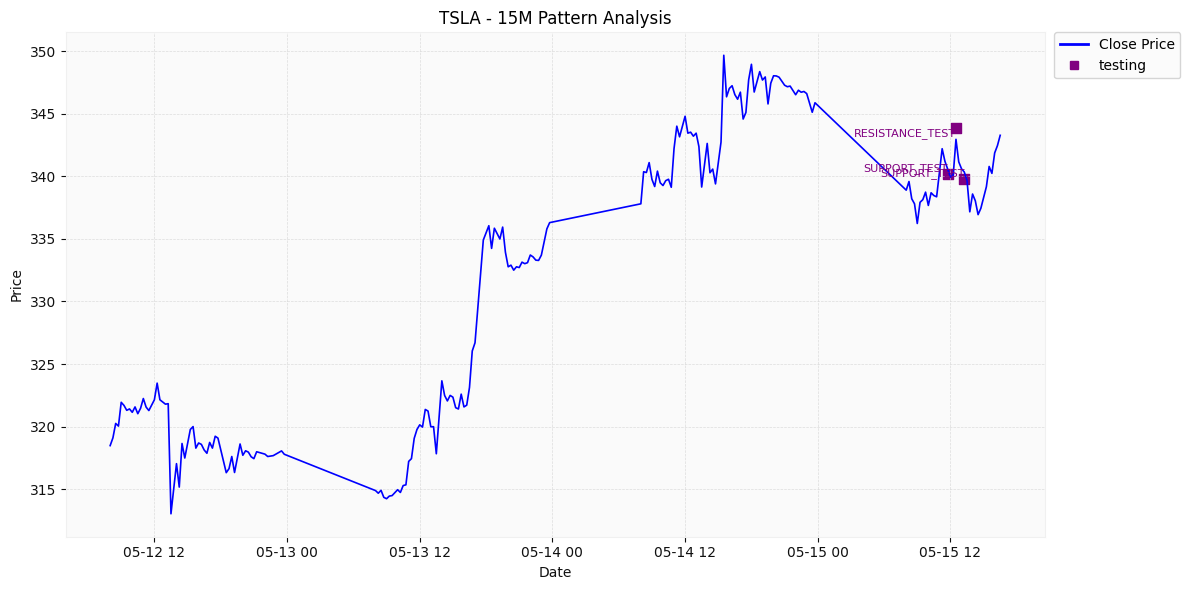 TSLA - 15M Pattern Analysis
Close Price
testing
350
345
340
335
330
325
320
315
Price
RESISTANCE_TEST
SUPPORT_TEST
SUPPORT_TEST
05-12 12
05-13 00
05-13 12
05-14 00
05-14 12
05-15 00
05-15 12
Date